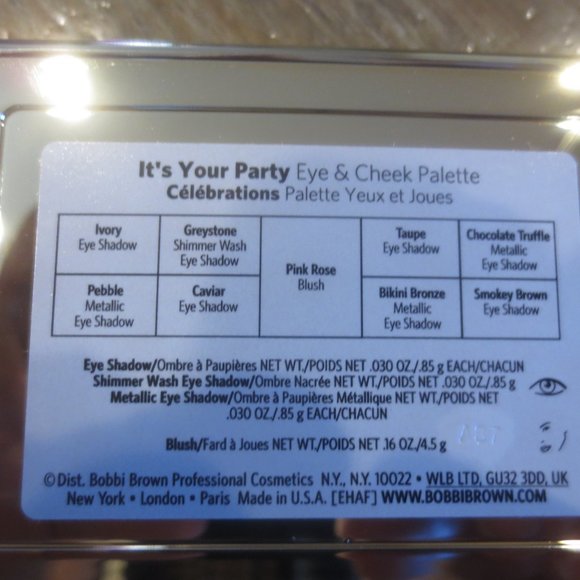 It's Your Party Eye & Cheek Palette
Célébrations Palette Yeux et Joues
Ivory
Eye Shadow
Greystone
Shimmer Wash
Eye Shadow
Pink Rose
Blush
Taupe
Eye Shadow
Chocolate Truffle
Metallic
Eye Shadow
Pebble
Metallic
Eye Shadow
Caviar
Eye Shadow
Bikini Bronze
Metallic
Eye Shadow
Smokey Brown
Eye Shadow
Eye Shadow/Ombre à Paupières NET WT./POIDS NET .030 OZ./.85 g EACH/CHACUN
Shimmer Wash Eye Shadow/Ombre Nacrée NET WT./POIDS NET .030 OZ./.85 g
Metallic Eye Shadow/Ombre à Paupières Métallique NET WT./POIDS NET
.030 OZ./.85 g EACH/CHACUN
Blush/Fard à Joues NET WT./POIDS NET .16 OZ./4.5 g
© Dist. Bobbi Brown Professional Cosmetics N.Y., N.Y. 10022 • WLB LTD, GU32 3DD, UK
New York • London • Paris Made in U.S.A. [EHAF] WWW.BOBBIBROWN.COM